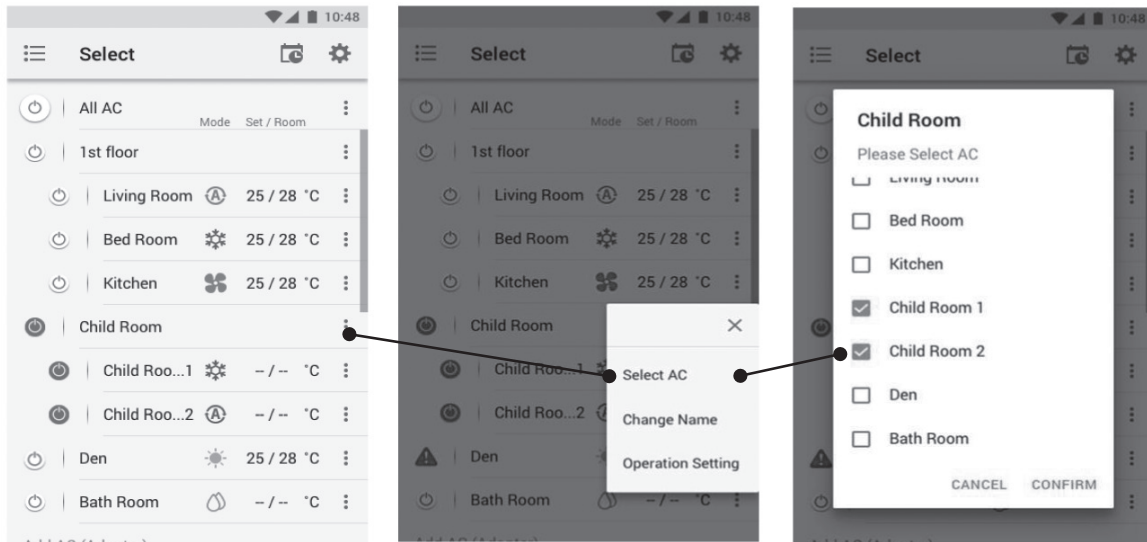 10:48
Select
All AC
Mode Set / Room
1st floor
Living Room 25 / 28 °C
Bed Room 25 / 28 °C
Kitchen 25 / 28 °C
Child Room
Child Roo...1 -- / -- °C
Child Roo...2 -- / -- °C
Den 25 / 28 °C
Bath Room -- / -- °C
10:48
Select
All AC
Mode Set / Room
1st floor
Living Room 25 / 28 °C
Bed Room 25 / 28 °C
Kitchen 25 / 28 °C
Child Room
Child Roo...1
Select AC
Child Roo...2
Change Name
Den
Operation Setting
Bath Room -- / -- °C
10:48
Select
Child Room
Please Select AC
Living Room
Bed Room
Kitchen
Child Room 1
Child Room 2
Den
Bath Room
CANCEL CONFIRM